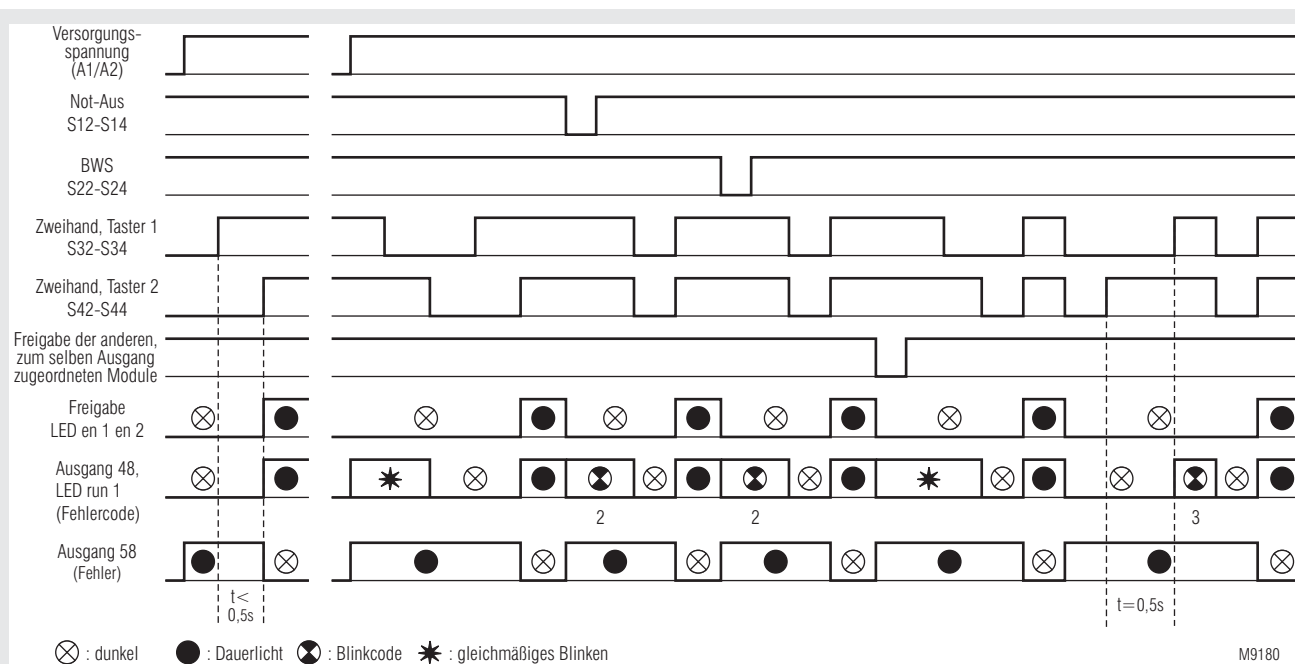 Versorgungs-
spannung
(A1/A2)
Not-Aus
S12-S14
BWS
S22-S24
Zweihand, Taster 1
S32-S34
Zweihand, Taster 2
S42-S44
Freigabe der anderen,
zum selben Ausgang
zugeordneten Module
Freigabe
LED en 1 en 2
Ausgang 48,
LED run 1
(Fehlercode)
2
2
3
Ausgang 58
(Fehler)
t<
0,5s
t=0,5s
: dunkel
: Dauerlicht
: Blinkcode
: gleichmäßiges Blinken
M9180